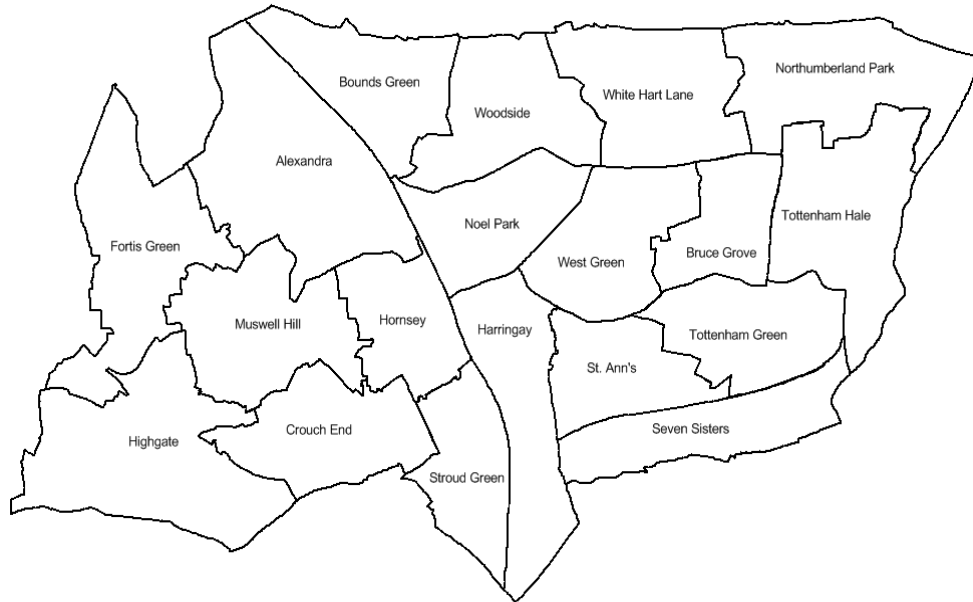 Northumberland Park
Bounds Green
White Hart Lane
Woodside
Alexandra
Tottenham Hale
Noel Park
Fortis Green
Bruce Grove
West Green
Muswell Hill
Hornsey
Harringay
Tottenham Green
St. Ann's
Crouch End
Seven Sisters
Highgate
Stroud Green